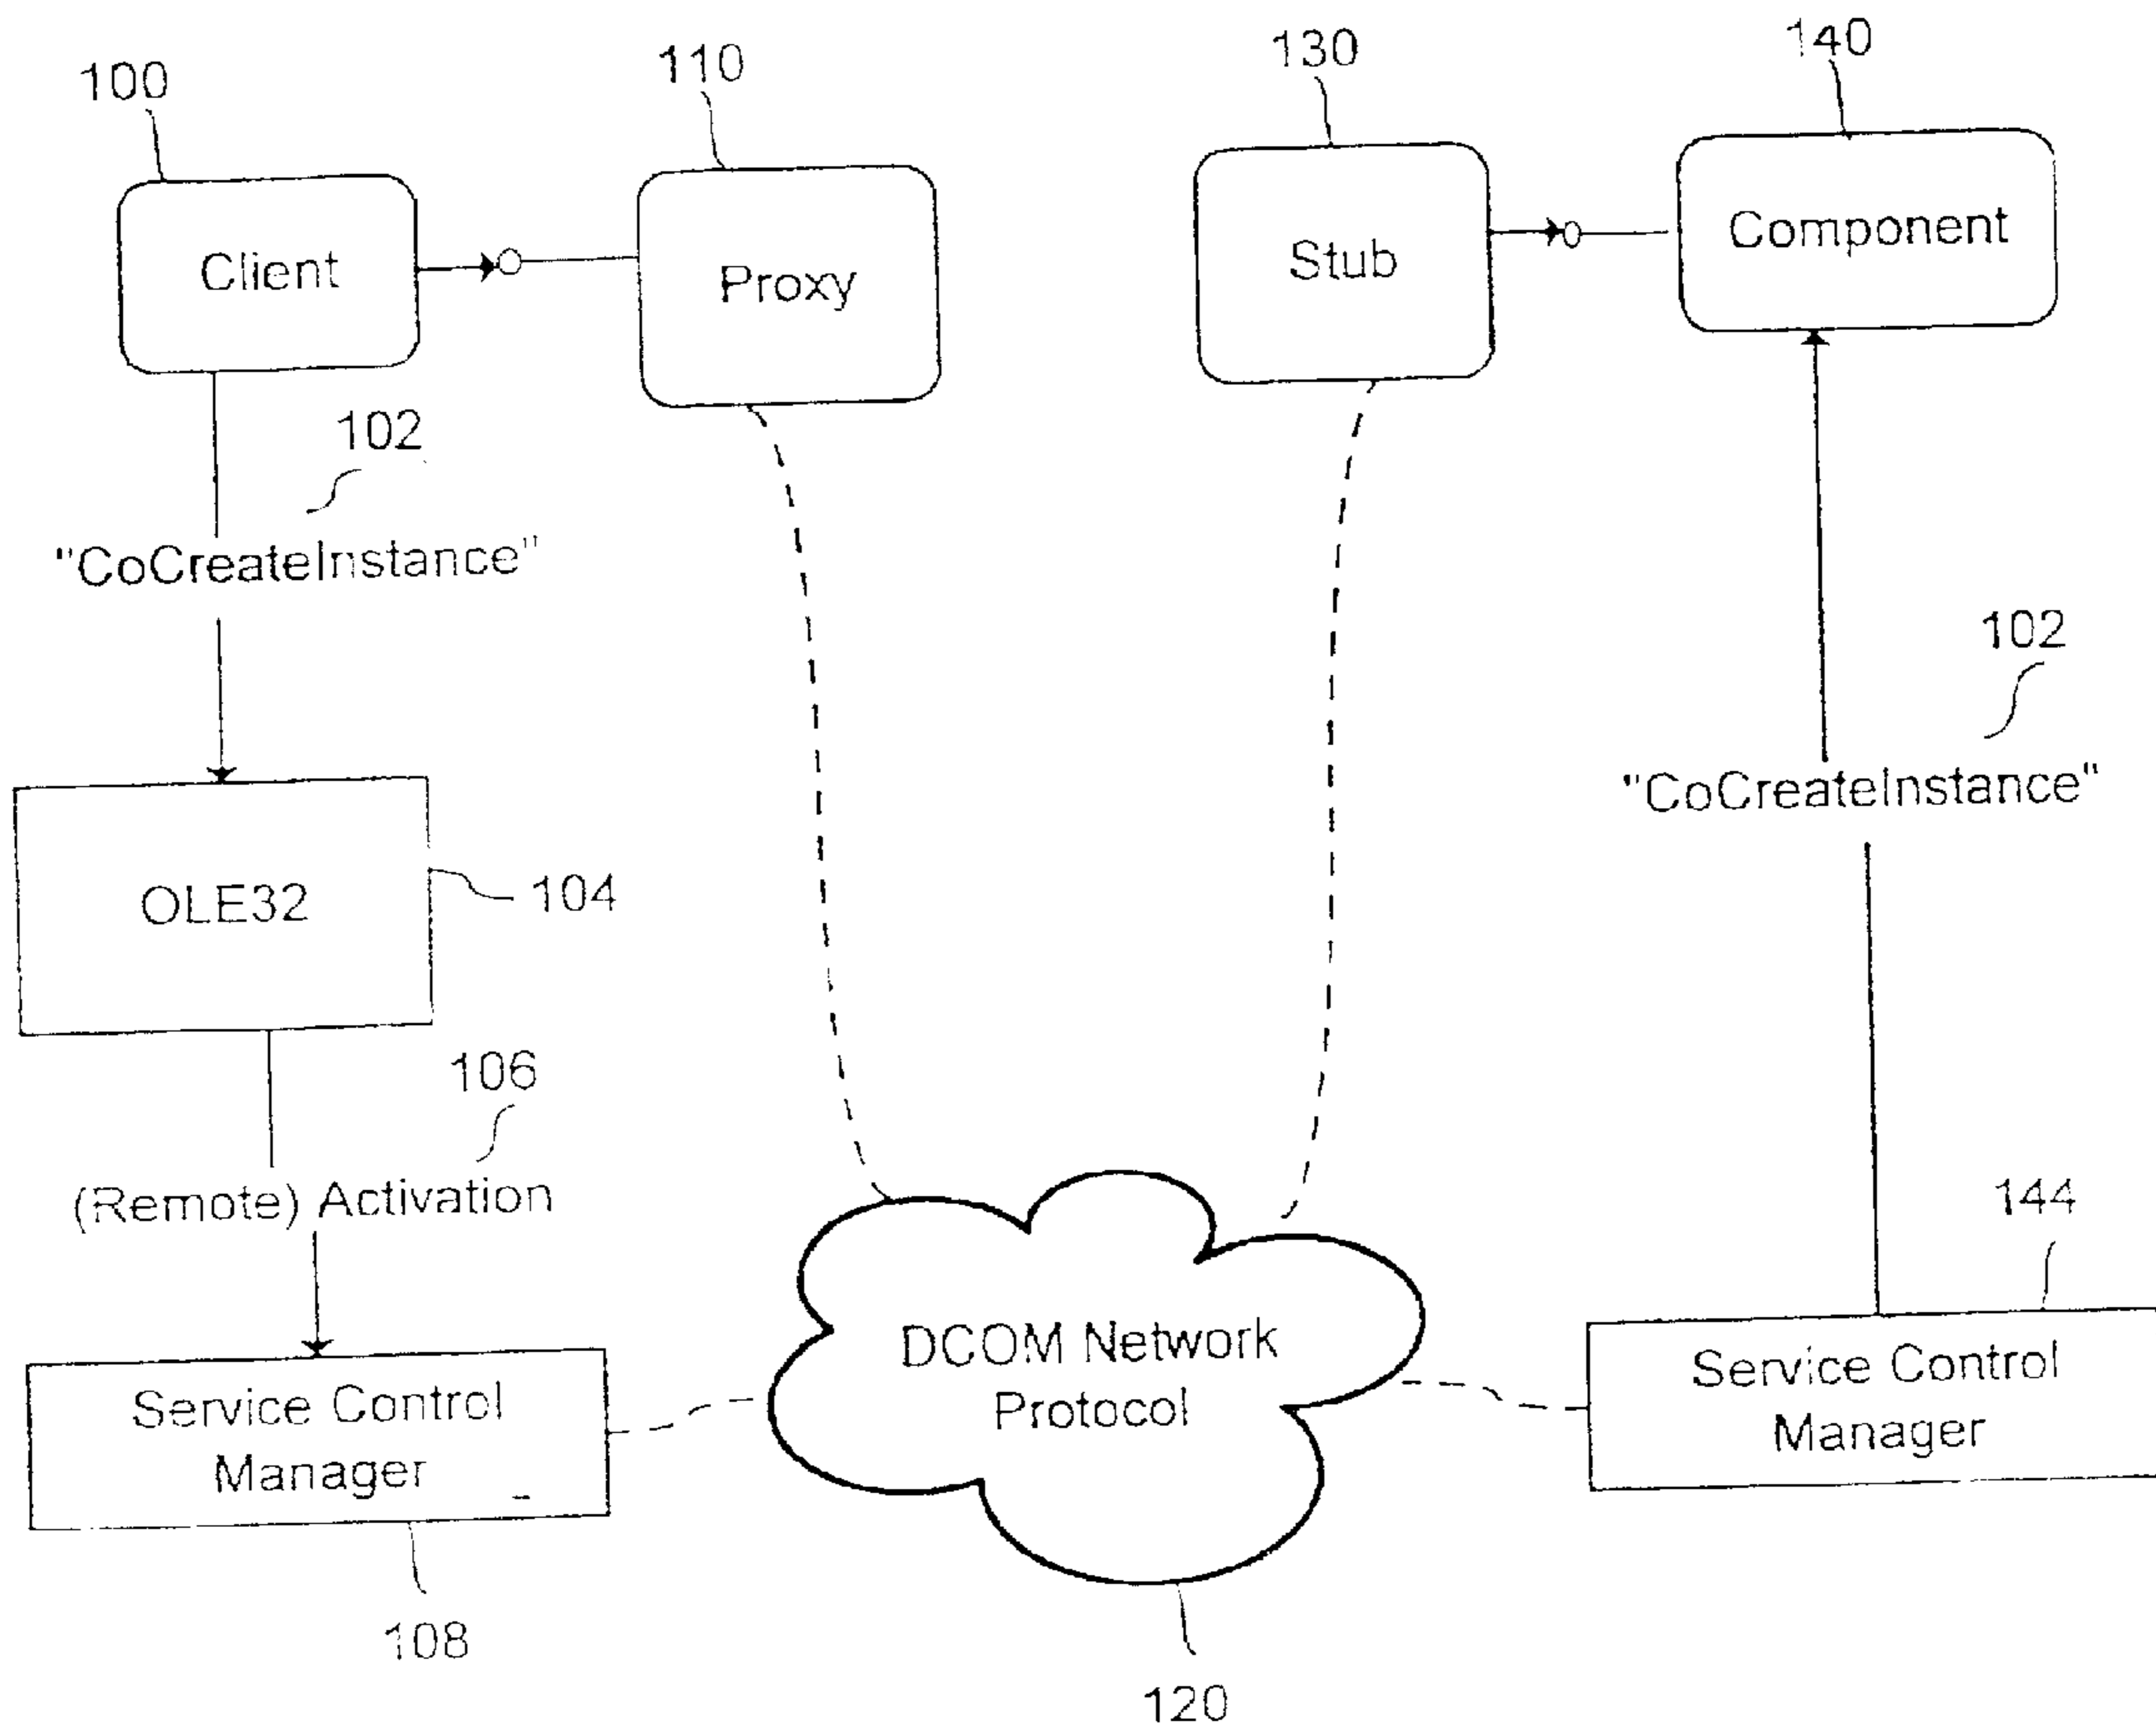 100
110
130
140
Client
Proxy
Stub
Component
102
"CoCreateInstance"
102
"CoCreateInstance"
OLE32
104
106
(Remote) Activation
144
DCOM Network
Protocol
Service Control
Manager
Service Control
Manager
108
120